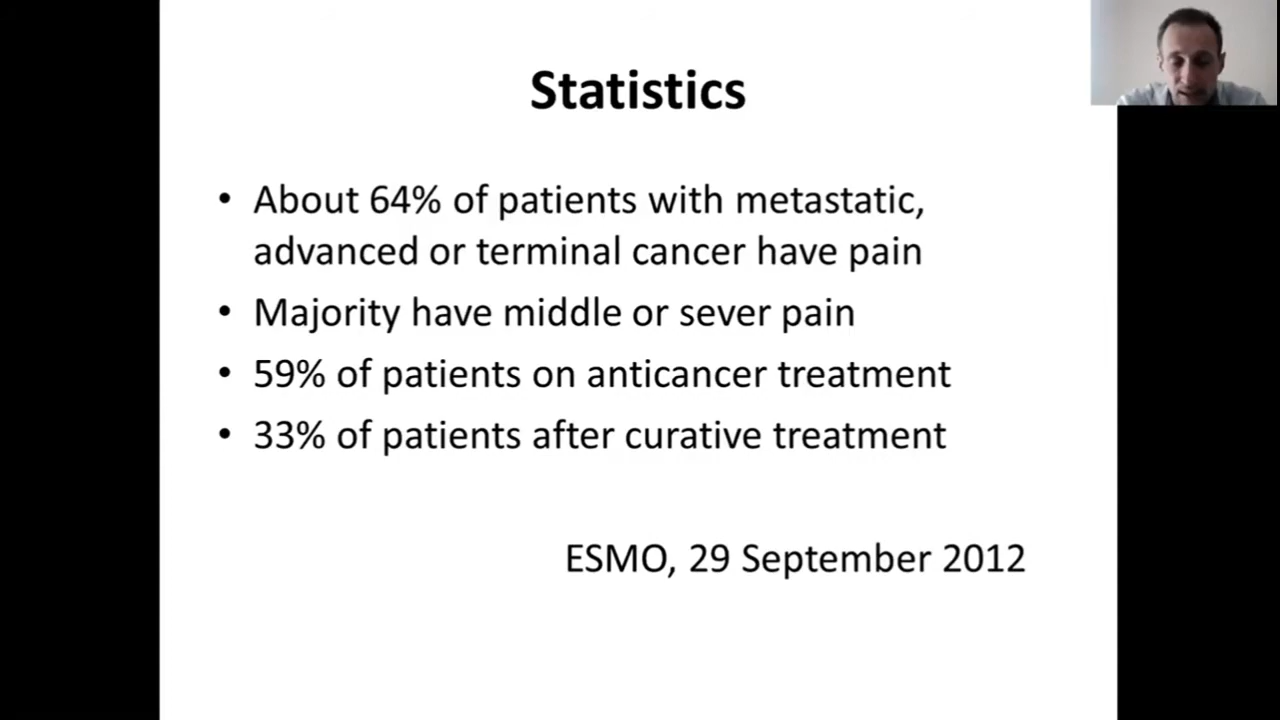 Statistics
• About 64% of patients with metastatic,
advanced or terminal cancer have pain
• Majority have middle or sever pain
• 59% of patients on anticancer treatment
• 33% of patients after curative treatment
ESMO, 29 September 2012